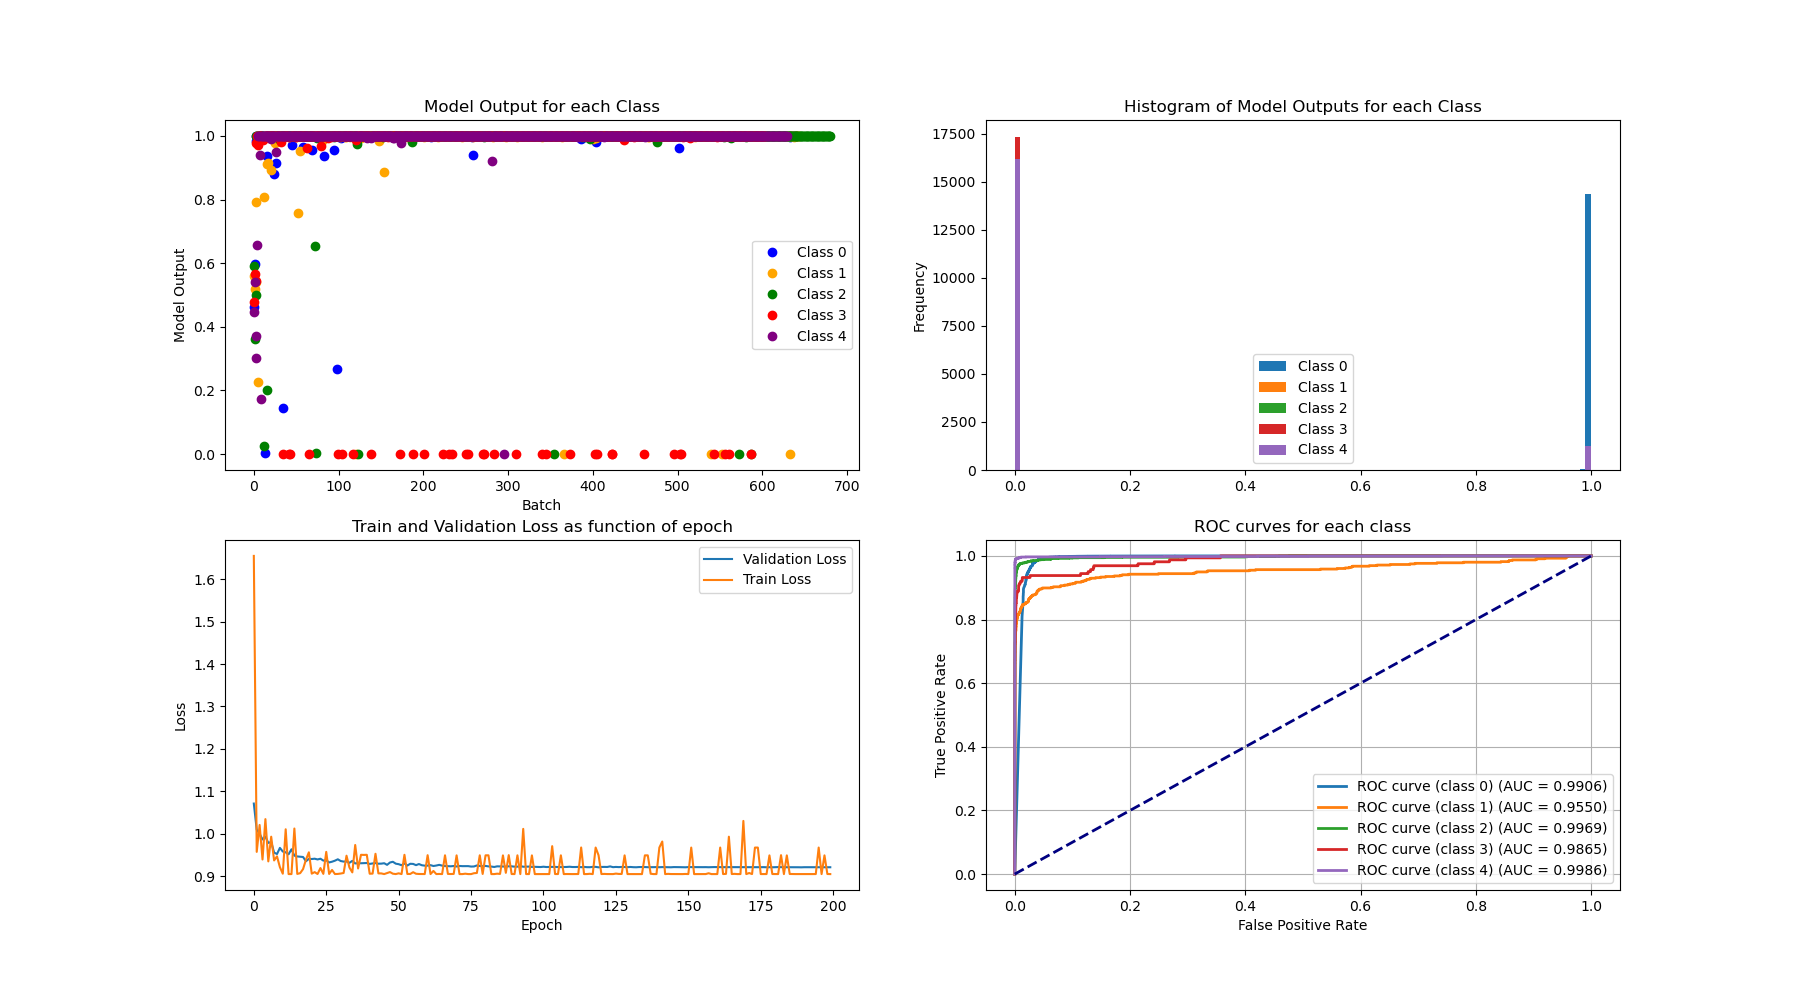 Model Output for each Class
Model Output
1.0
0.8
0.6
0.4
0.2
0.0
0 100 200 300 400 500 600 700
Batch
Class 0
Class 1
Class 2
Class 3
Class 4
Histogram of Model Outputs for each Class
Frequency
17500
15000
12500
10000
7500
5000
2500
0
0.0 0.2 0.4 0.6 0.8 1.0
Class 0
Class 1
Class 2
Class 3
Class 4
Train and Validation Loss as function of epoch
Loss
1.6
1.5
1.4
1.3
1.2
1.1
1.0
0.9
0 25 50 75 100 125 150 175 200
Epoch
Validation Loss
Train Loss
ROC curves for each class
True Positive Rate
1.0
0.8
0.6
0.4
0.2
0.0
0.0 0.2 0.4 0.6 0.8 1.0
False Positive Rate
ROC curve (class 0) (AUC = 0.9906)
ROC curve (class 1) (AUC = 0.9550)
ROC curve (class 2) (AUC = 0.9969)
ROC curve (class 3) (AUC = 0.9865)
ROC curve (class 4) (AUC = 0.9986)